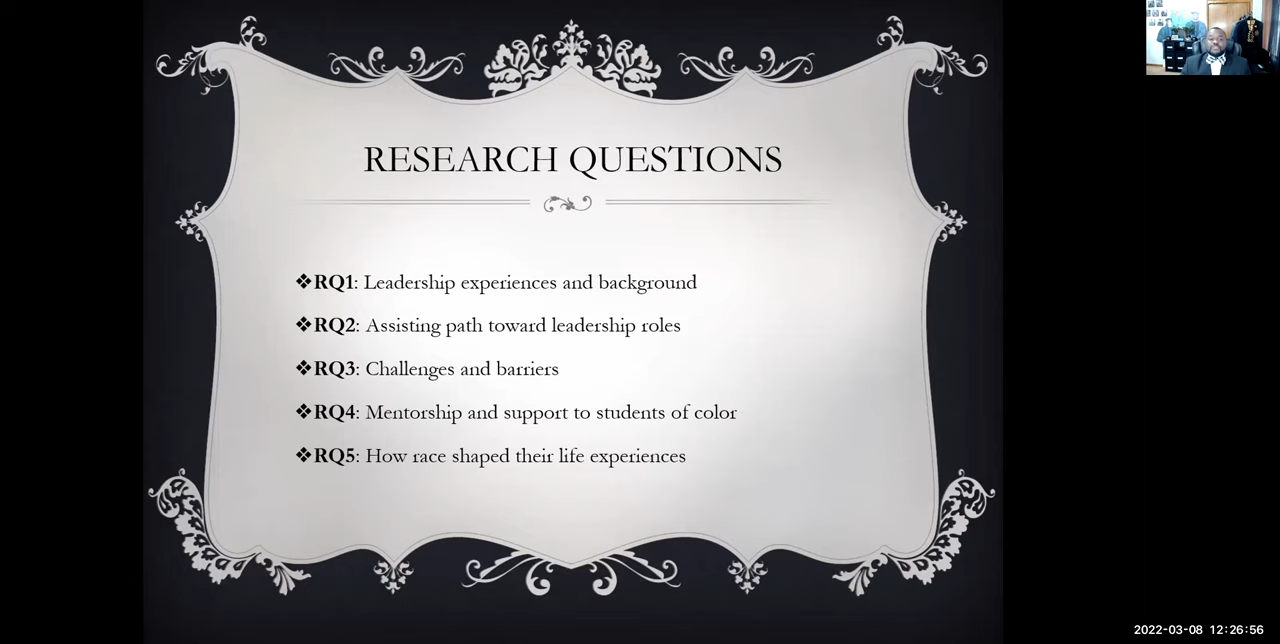 RESEARCH QUESTIONS
❖RQ1: Leadership experiences and background
❖RQ2: Assisting path toward leadership roles
❖RQ3: Challenges and barriers
❖RQ4: Mentorship and support to students of color
❖RQ5: How race shaped their life experiences
2022-03-08 12:26:56